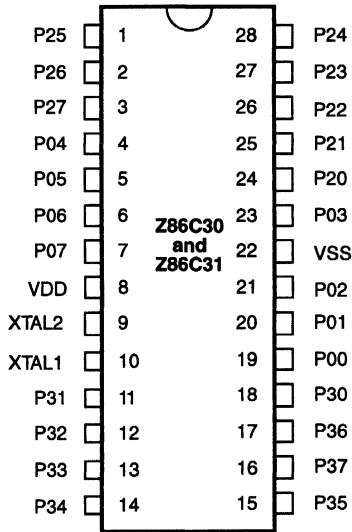 P25 1 28 P24
P26 2 27 P23
P27 3 26 P22
P04 4 25 P21
P05 5 24 P20
P06 6 23 P03
Z86C30
and
Z86C31
P07 7 22 VSS
VDD 8 21 P02
XTAL2 9 20 P01
XTAL1 10 19 P00
P31 11 18 P30
P32 12 17 P36
P33 13 16 P37
P34 14 15 P35